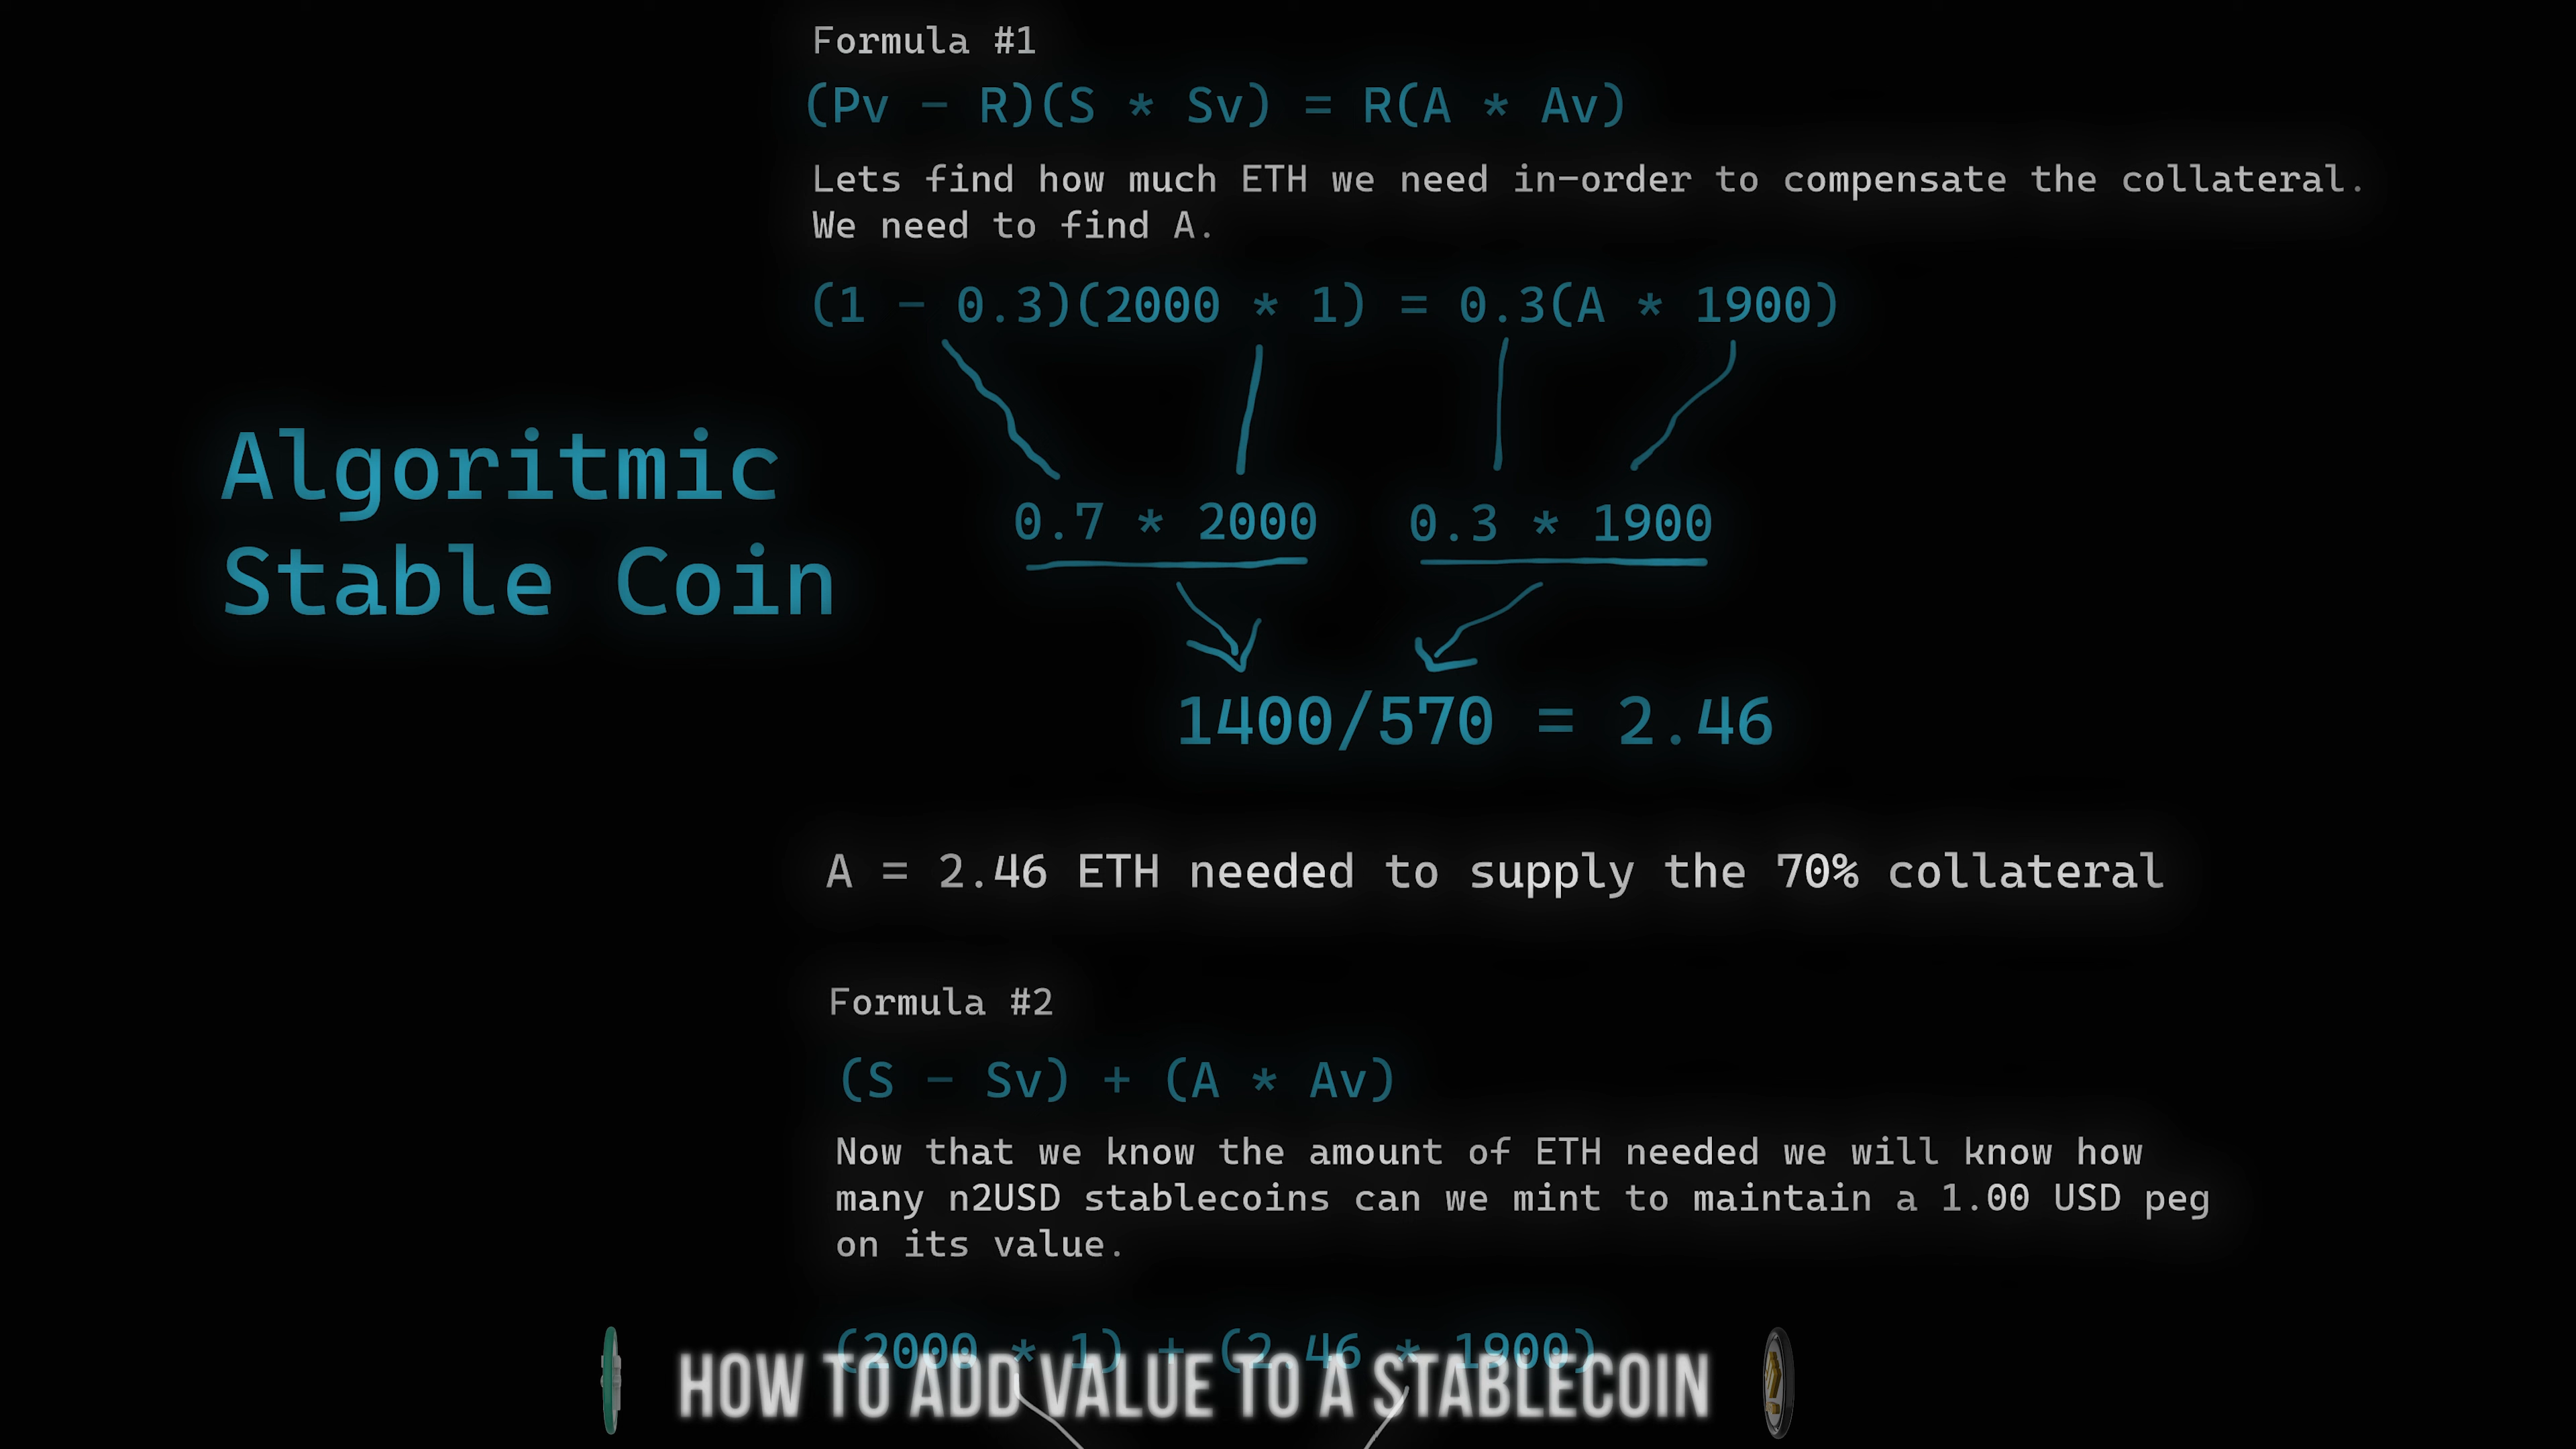 Formula #1
(Pv - R)(S * Sv) = R(A * Av)
Lets find how much ETH we need in-order to compensate the collateral.
We need to find A.
(1 - 0.3)(2000 * 1) = 0.3(A * 1900)
Algoritmic
Stable Coin
0.7 * 2000 0.3 * 1900
1400/570 = 2.46
A = 2.46 ETH needed to supply the 70% collateral
Formula #2
(S - Sv) + (A * Av)
Now that we know the amount of ETH needed we will know how
many n2USD stablecoins can we mint to maintain a 1.00 USD peg
on its value.
(2000 * 1) + (2.46 * 1900)
HOW TO ADD VALUE TO A STABLECOIN